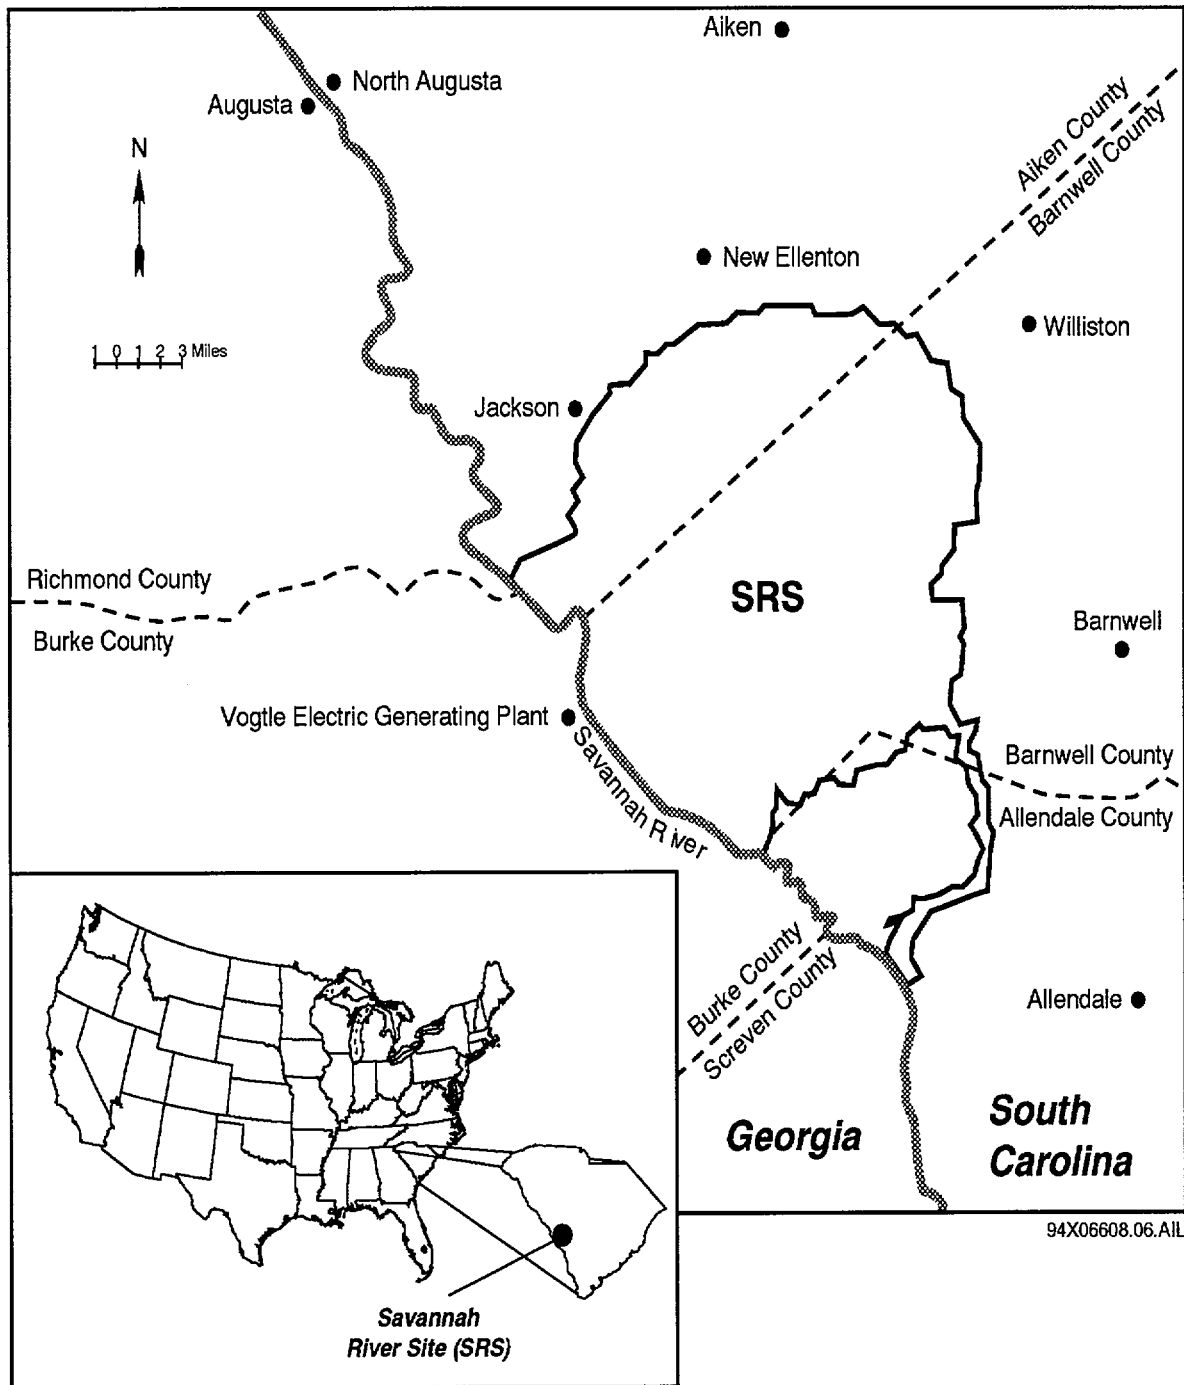 Aiken
North Augusta
Augusta
N
Aiken County
Barnwell County
New Ellenton
Williston
1 0 1 2 3 Miles
Jackson
Richmond County
Burke County
SRS
Barnwell
Vogtle Electric Generating Plant
Savannah River
Barnwell County
Allendale County
Burke County
Screven County
Allendale
Georgia
South
Carolina
94X06608.06.AIL
Savannah
River Site (SRS)